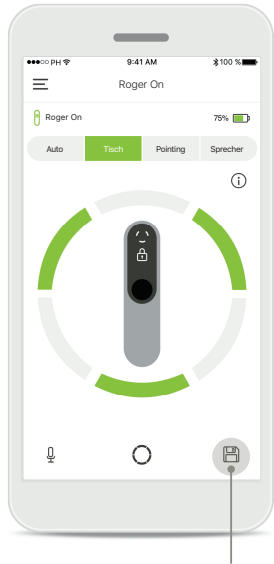 PH 9:41 AM 100 %
Roger On
Roger On 75%
Auto Tisch Pointing Sprecher